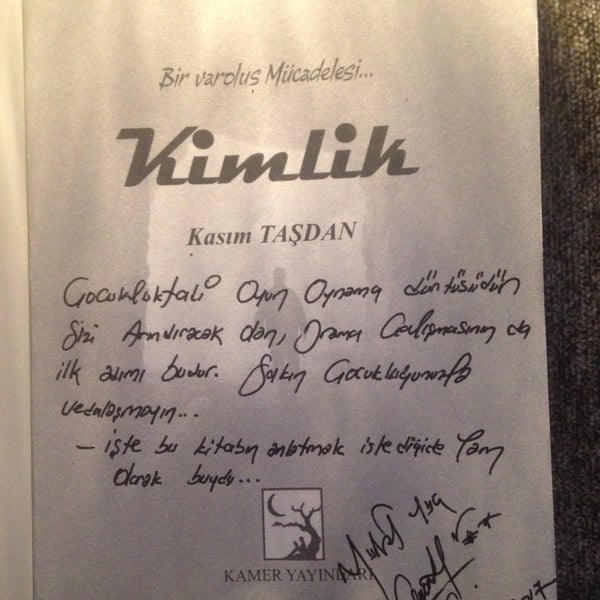 Bir varoluş Mücadelesi...
Kimlik
Kasım TAŞDAN
Çocukluktaki Oyun Oynama dürtüsüdür
Sizi Arındıracak olan, Drama Çalışmasının da
ilk adımı budur. Sakın Çocukluğunuzla
vedalaşmayın...
– işte bu kitabın anlatmak istediğide Tam
Olarak buydu...
KAMER YAYINLARI